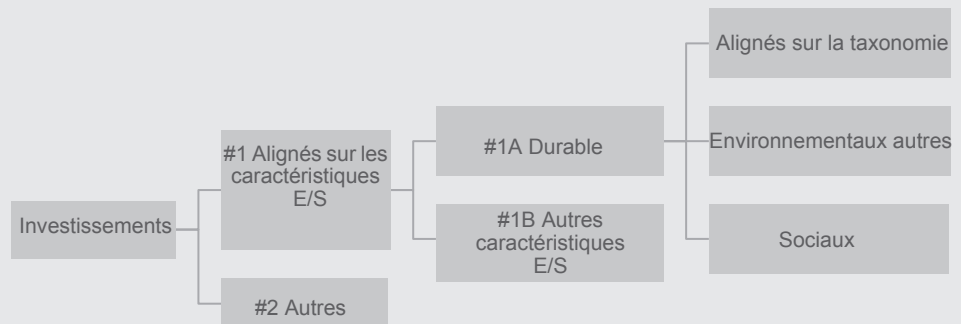 Investissements
#1 Alignés sur les
caractéristiques
E/S
#2 Autres
#1A Durable
#1B Autres
caractéristiques
E/S
Alignés sur la taxonomie
Environnementaux autres
Sociaux